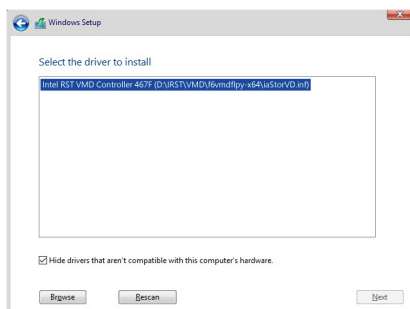 Windows Setup
Select the driver to install
Intel RST VMD Controller 467F (D:\IRST\VMD\f6vmdflpy-x64\iaStorVD.inf)
Hide drivers that aren't compatible with this computer's hardware.
Browse
Rescan
Next